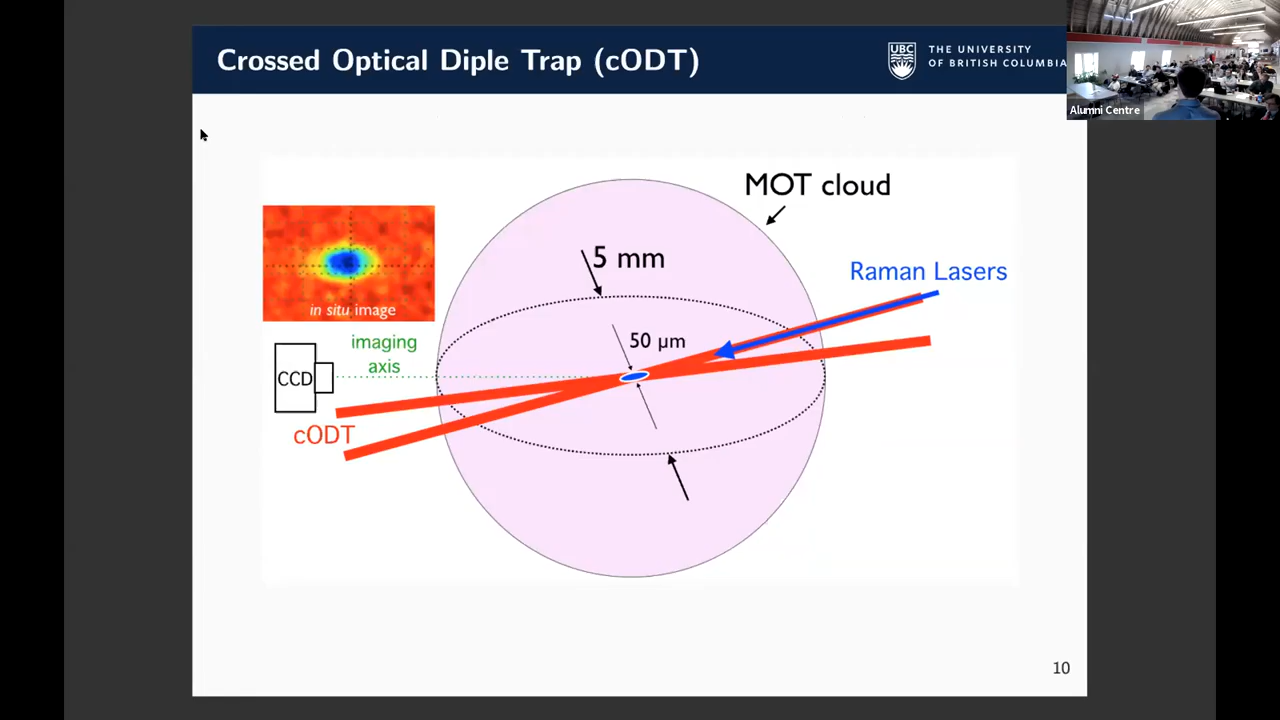 Crossed Optical Diple Trap (cODT)
UBC
THE UNIVERSITY
OF BRITISH COLUMBIA
Alumni Centre
MOT cloud
5 mm
Raman Lasers
in situ image
50 μm
imaging
axis
CCD
cODT
10